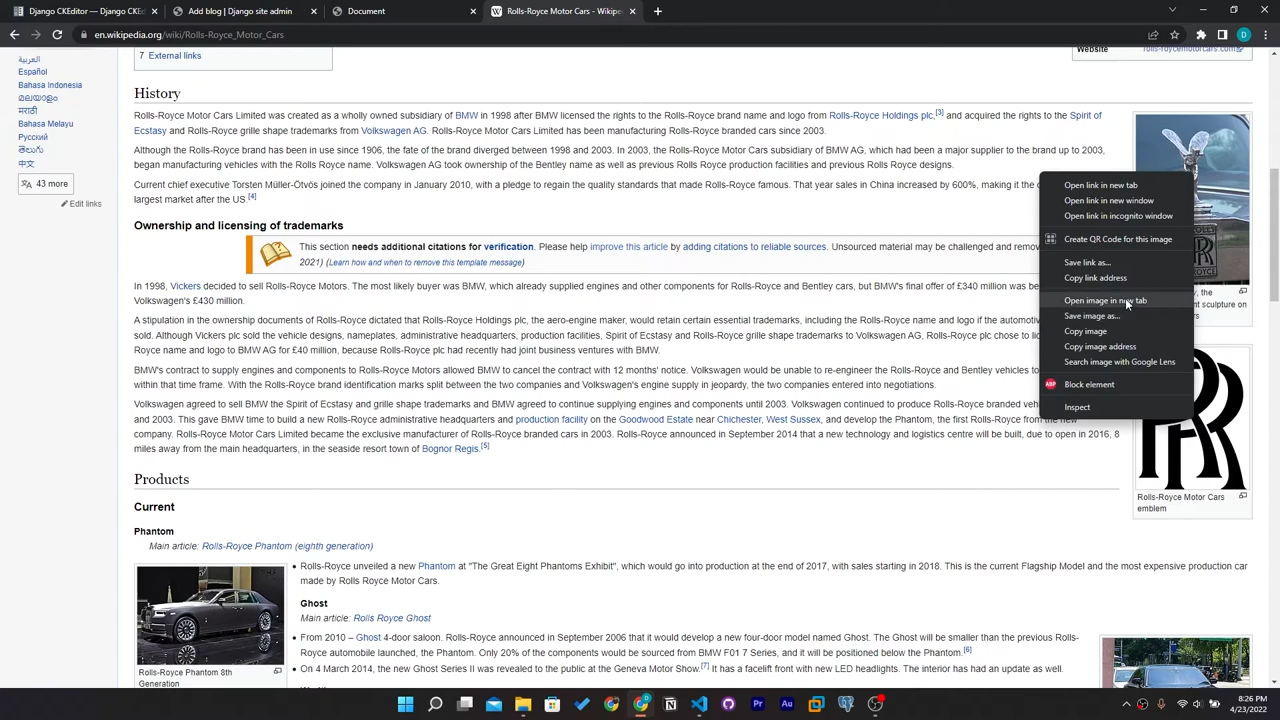 Django CKEditor — Django CKEd
Add django | Django site admin
Document
Rolls-Royce Motor Cars - Wikipe
en.wikipedia.org/wiki/Rolls-Royce_Motor_Cars
D
العربية
Español
Bahasa Indonesia
മലയാളം
मराठी
Bahasa Melayu
Русский
తెలుగు
中文
43 more
Edit links
7 External links
Website
rolls-roycemotorcars.com
History
Rolls-Royce Motor Cars Limited was created as a wholly owned subsidiary of BMW in 1998 after BMW licensed the rights to the Rolls-Royce brand name and logo from Rolls-Royce Holdings plc,[3] and acquired the rights to the Spirit of
Ecstasy and Rolls-Royce grille shape trademarks from Volkswagen AG. Rolls-Royce Motor Cars Limited has been manufacturing Rolls-Royce branded cars since 2003.
Although the Rolls-Royce brand has been in use since 1906, the fate of the brand diverged between 1998 and 2003. In 2003, the Rolls-Royce Motor Cars subsidiary of BMW AG, which had been a major supplier to the brand up to 2003,
began manufacturing vehicles with the Rolls Royce name. Volkswagen AG took ownership of the Bentley name as well as previous Rolls Royce production facilities and previous Rolls Royce designs.
Current chief executive Torsten Müller-Ötvös joined the company in January 2010, with a pledge to regain the quality standards that made Rolls-Royce famous. That year sales in China increased by 600%, making it the
largest market after the US.[4]
Ownership and licensing of trademarks
This section needs additional citations for verification. Please help improve this article by adding citations to reliable sources. Unsourced material may be challenged and remov
2021) (Learn how and when to remove this template message)
In 1998, Vickers decided to sell Rolls-Royce Motors. The most likely buyer was BMW, which already supplied engines and other components for Rolls-Royce and Bentley cars, but BMW's final offer of £340 million was be
Volkswagen's £430 million.
A stipulation in the ownership documents of Rolls-Royce dictated that Rolls-Royce Holdings plc, the aero-engine maker, would retain certain essential trademarks, including the Rolls-Royce name and logo if the automotiv
sold. Although Vickers plc sold the vehicle designs, nameplates, administrative headquarters, production facilities, Spirit of Ecstasy and Rolls-Royce grille shape trademarks to Volkswagen AG, Rolls-Royce plc chose to lic
Royce name and logo to BMW AG for £40 million, because Rolls-Royce plc had recently had joint business ventures with BMW.
BMW's contract to supply engines and components to Rolls-Royce Motors allowed BMW to cancel the contract with 12 months' notice. Volkswagen would be unable to re-engineer the Rolls-Royce and Bentley vehicles to
within that time frame. With the Rolls-Royce brand identification marks split between the two companies and Volkswagen's engine supply in jeopardy, the two companies entered into negotiations.
Volkswagen agreed to sell BMW the Spirit of Ecstasy and grille shape trademarks and BMW agreed to continue supplying engines and components until 2003. Volkswagen continued to produce Rolls-Royce branded veh
and 2003. This gave BMW time to build a new Rolls-Royce administrative headquarters and production facility on the Goodwood Estate near Chichester, West Sussex, and develop the Phantom, the first Rolls-Royce from the new
company. Rolls-Royce Motor Cars Limited became the exclusive manufacturer of Rolls-Royce branded cars in 2003. Rolls-Royce announced in September 2014 that a new technology and logistics centre will be built, due to open in 2016, 8
miles away from the main headquarters, in the seaside resort town of Bognor Regis.[5]
Products
Current
Phantom
Main article: Rolls-Royce Phantom (eighth generation)
Rolls-Royce unveiled a new Phantom at "The Great Eight Phantoms Exhibit", which would go into production at the end of 2017, with sales starting in 2018. This is the current Flagship Model and the most expensive production car
made by Rolls Royce Motor Cars.
Ghost
Main article: Rolls Royce Ghost
From 2010 – Ghost 4-door saloon. Rolls-Royce announced in September 2006 that it would develop a new four-door model named Ghost. The Ghost will be smaller than the previous Rolls-
Royce automobile launched, the Phantom. Only 20% of the components would be sourced from BMW F01 7 Series, and it will be positioned below the Phantom.[6]
On 4 March 2014, the new Ghost Series II was revealed to the public at the Geneva Motor Show.[7] It has a facelift front with new LED headlights. The interior has had an update as well.
Rolls-Royce Phantom 8th
Generation
Open link in new tab
Open link in new window
Open link in incognito window
Create QR Code for this image
Save link as...
Copy link address
Open image in new tab
Save image as...
Copy image
Copy image address
Search image with Google Lens
ABP Block element
Inspect
, the
nt sculpture on
rs
RR
Rolls-Royce Motor Cars
emblem
8:26 PM
4/23/2022